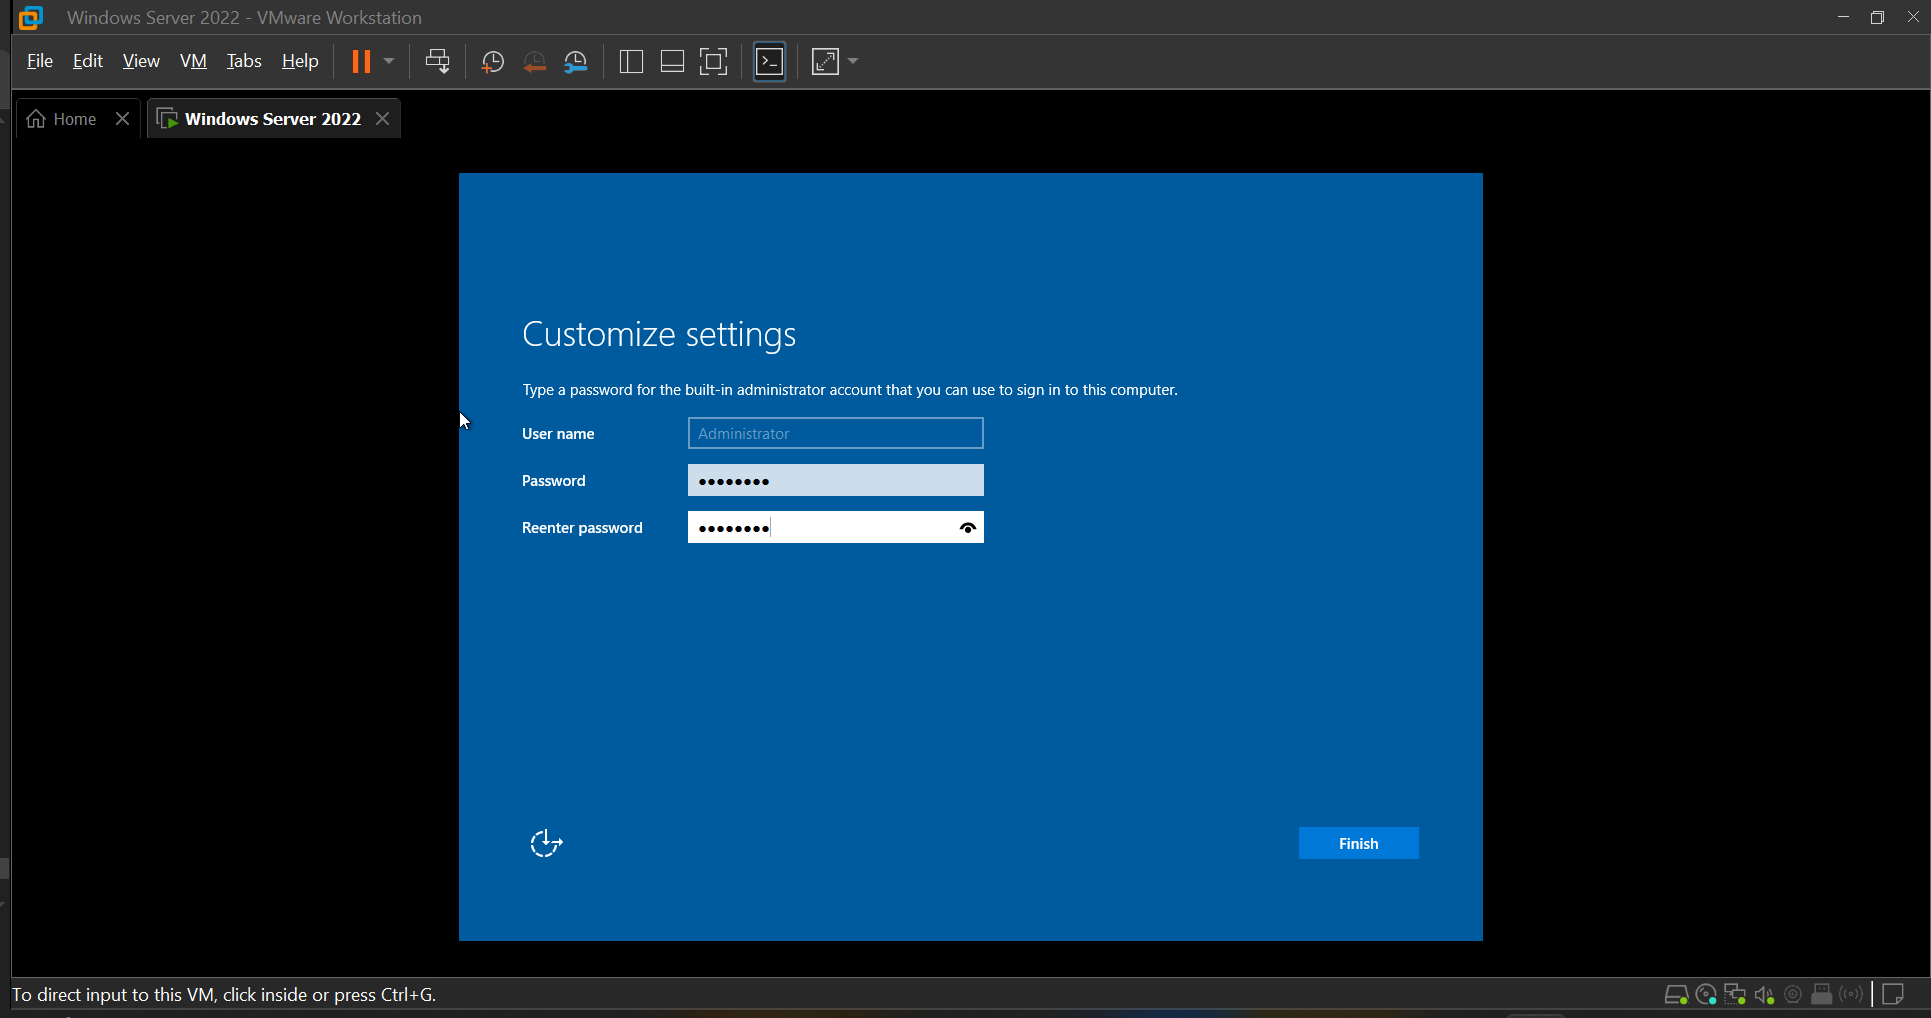 Windows Server 2022 - VMware Workstation
File Edit View VM Tabs Help
Home Windows Server 2022
Customize settings
Type a password for the built-in administrator account that you can use to sign in to this computer.
User name Administrator
Password ••••••••
Reenter password ••••••••
Finish
To direct input to this VM, click inside or press Ctrl+G.